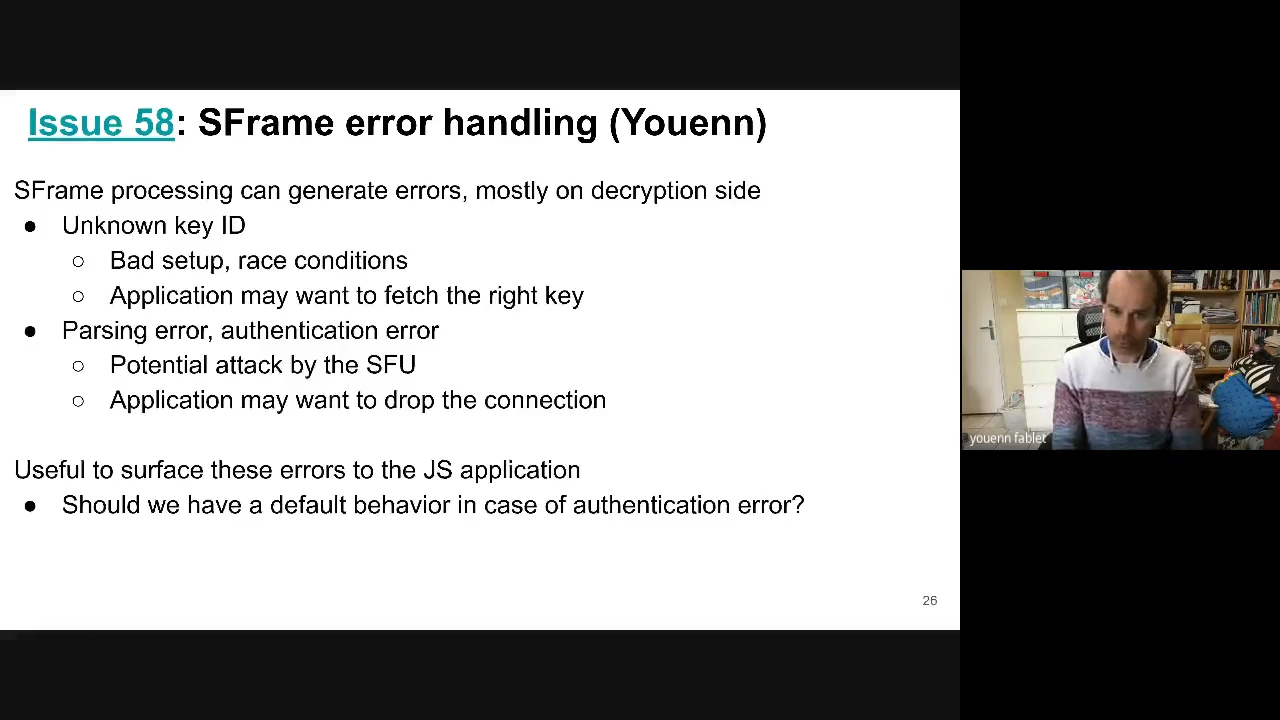 Issue 58: SFrame error handling (Youenn)
SFrame processing can generate errors, mostly on decryption side
● Unknown key ID
○ Bad setup, race conditions
○ Application may want to fetch the right key
● Parsing error, authentication error
○ Potential attack by the SFU
○ Application may want to drop the connection
Useful to surface these errors to the JS application
● Should we have a default behavior in case of authentication error?
26
youenn fablet